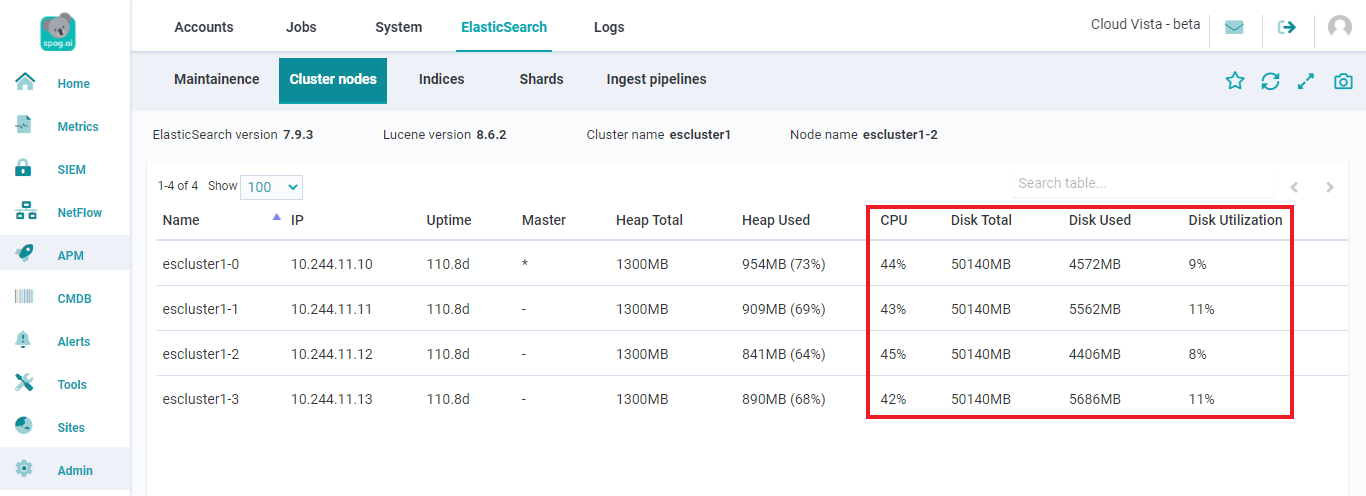 spog.ai
Accounts Jobs System ElasticSearch Logs
Cloud Vista - beta
Home
Metrics
SIEM
NetFlow
APM
CMDB
Alerts
Tools
Sites
Admin
Maintainence Cluster nodes Indices Shards Ingest pipelines
ElasticSearch version 7.9.3 Lucene version 8.6.2 Cluster name escluster1 Node name escluster1-2
1-4 of 4 Show 100 Search table...
Name IP Uptime Master Heap Total Heap Used CPU Disk Total Disk Used Disk Utilization
escluster1-0 10.244.11.10 110.8d * 1300MB 954MB (73%) 44% 50140MB 4572MB 9%
escluster1-1 10.244.11.11 110.8d - 1300MB 909MB (69%) 43% 50140MB 5562MB 11%
escluster1-2 10.244.11.12 110.8d - 1300MB 841MB (64%) 45% 50140MB 4406MB 8%
escluster1-3 10.244.11.13 110.8d - 1300MB 890MB (68%) 42% 50140MB 5686MB 11%